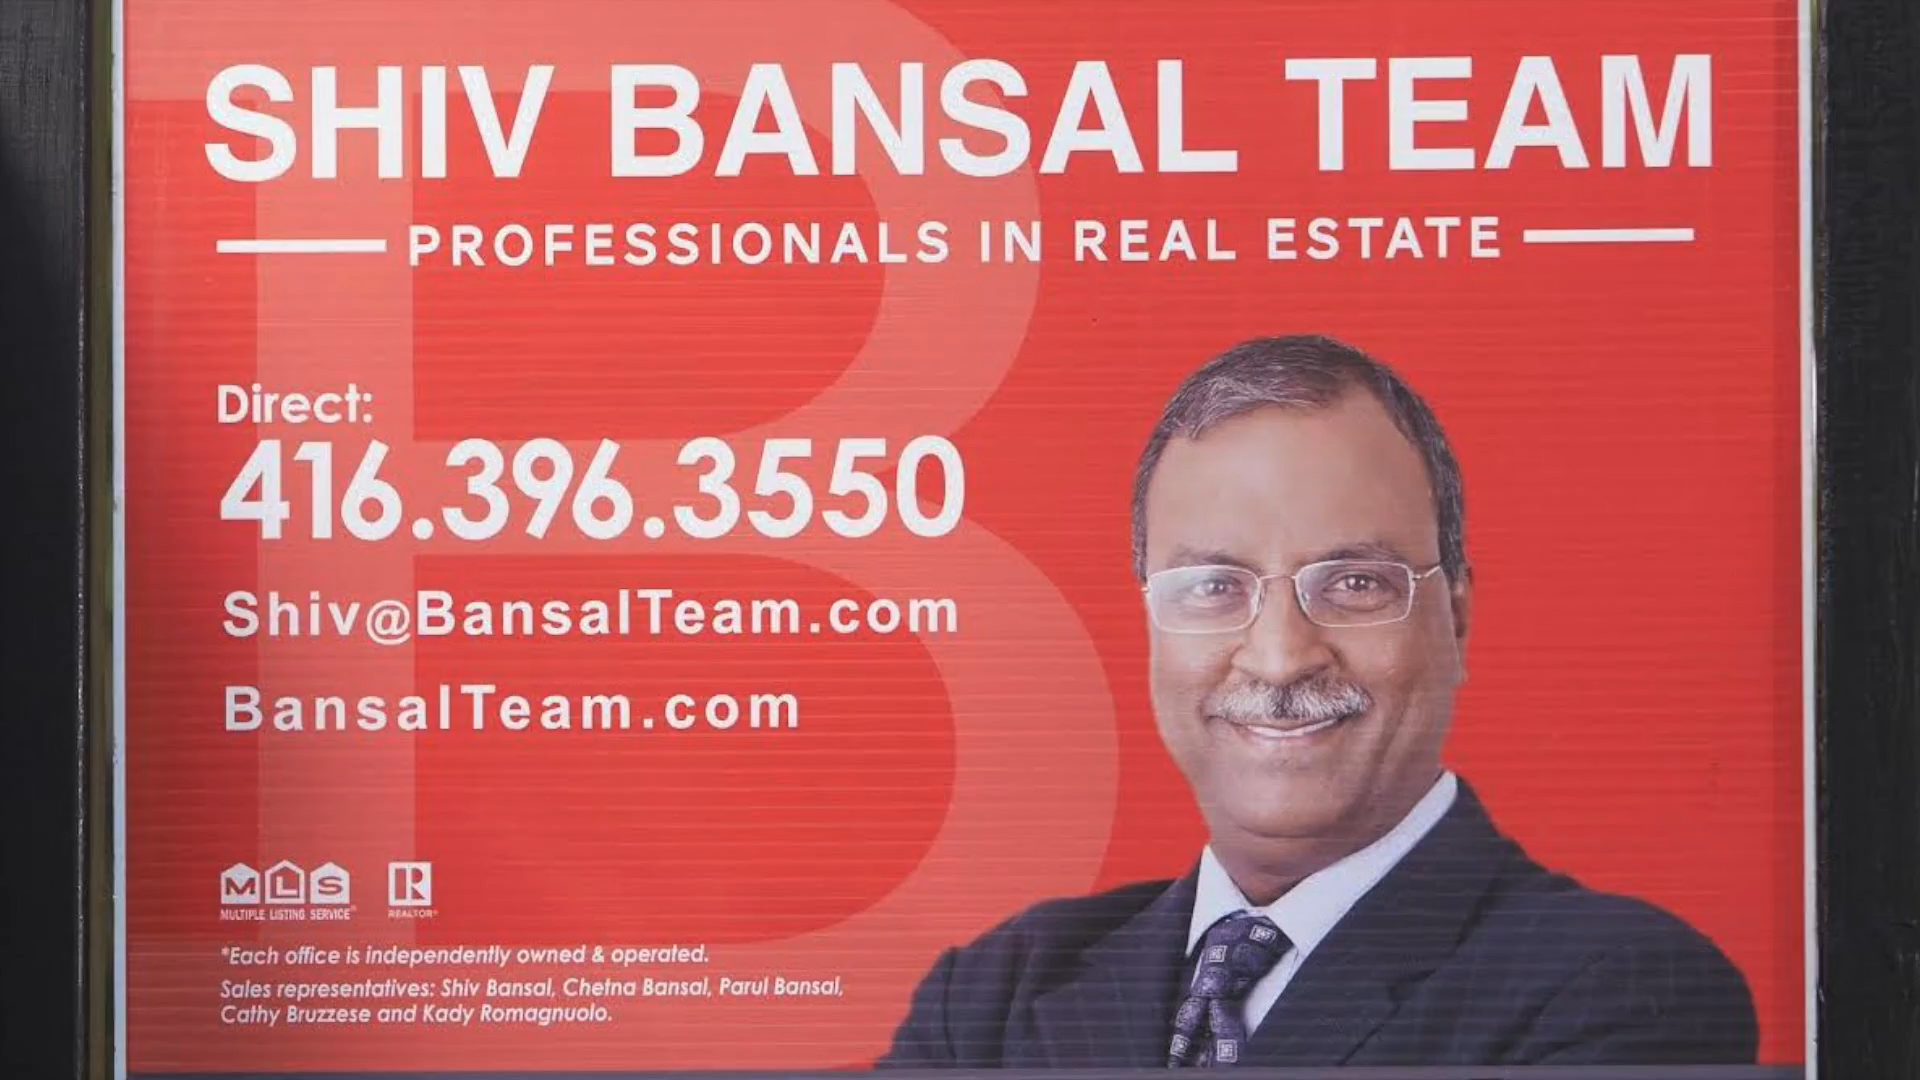 SHIV BANSAL TEAM
PROFESSIONALS IN REAL ESTATE
Direct:
416.396.3550
Shiv@BansalTeam.com
BansalTeam.com
MLS R
MULTIPLE LISTING SERVICE® REALTOR®
*Each office is independently owned & operated.
Sales representatives: Shiv Bansal, Chetna Bansal, Parul Bansal,
Cathy Bruzzese and Kady Romagnuolo.